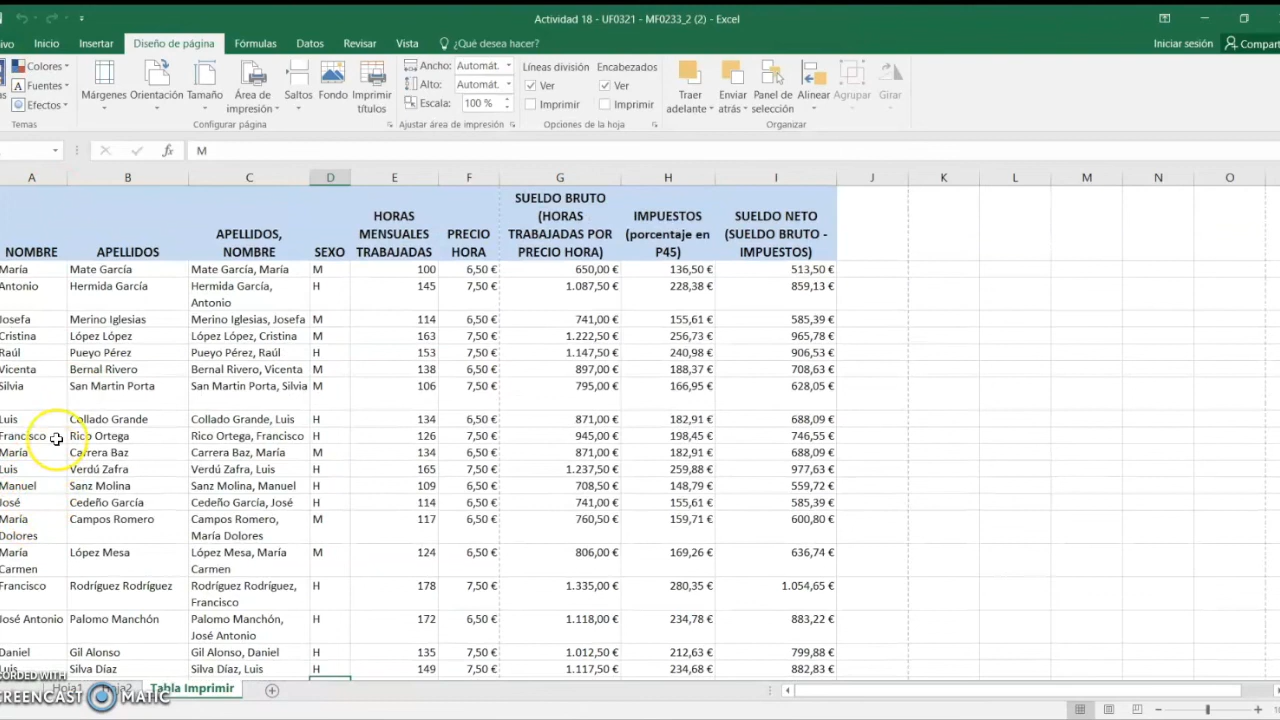 Actividad 18 - UF0321 - MF0233_2 (2) - Excel
Inicio Insertar Diseño de página Fórmulas Datos Revisar Vista ¿Qué desea hacer? Iniciar sesión Compart
Colores
Fuentes
Efectos
Temas
Márgenes Orientación Tamaño Área de impresión Saltos Fondo Imprimir títulos
Configurar página
Ancho: Automát.
Alto: Automát.
Escala: 100 %
Ajustar área de impresión
Líneas división Encabezados
Ver Ver
Imprimir Imprimir
Opciones de la hoja
Traer adelante Enviar atrás Panel de selección Alinear Agrupar Girar
Organizar
fx M
A B C D E F G H I J K L M N O
NOMBRE APELLIDOS APELLIDOS, NOMBRE SEXO HORAS MENSUALES TRABAJADAS PRECIO HORA SUELDO BRUTO (HORAS TRABAJADAS POR PRECIO HORA) IMPUESTOS (porcentaje en P45) SUELDO NETO (SUELDO BRUTO - IMPUESTOS)
María Mate García Mate García, María M 100 6,50 € 650,00 € 136,50 € 513,50 €
Antonio Hermida García Hermida García, Antonio H 145 7,50 € 1.087,50 € 228,38 € 859,13 €
Josefa Merino Iglesias Merino Iglesias, Josefa M 114 6,50 € 741,00 € 155,61 € 585,39 €
Cristina López López López López, Cristina M 163 7,50 € 1.222,50 € 256,73 € 965,78 €
Raúl Pueyo Pérez Pueyo Pérez, Raúl H 153 7,50 € 1.147,50 € 240,98 € 906,53 €
Vicenta Bernal Rivero Bernal Rivero, Vicenta M 138 6,50 € 897,00 € 188,37 € 708,63 €
Silvia San Martin Porta San Martin Porta, Silvia M 106 7,50 € 795,00 € 166,95 € 628,05 €
Luis Collado Grande Collado Grande, Luis H 134 6,50 € 871,00 € 182,91 € 688,09 €
Francisco Rico Ortega Rico Ortega, Francisco H 126 7,50 € 945,00 € 198,45 € 746,55 €
María Carrera Baz Carrera Baz, María M 134 6,50 € 871,00 € 182,91 € 688,09 €
Luis Verdú Zafra Verdú Zafra, Luis H 165 7,50 € 1.237,50 € 259,88 € 977,63 €
Manuel Sanz Molina Sanz Molina, Manuel H 109 6,50 € 708,50 € 148,79 € 559,72 €
José Cedeño García Cedeño García, José H 114 6,50 € 741,00 € 155,61 € 585,39 €
María Dolores Campos Romero Campos Romero, María Dolores M 117 6,50 € 760,50 € 159,71 € 600,80 €
María Carmen López Mesa López Mesa, María Carmen M 124 6,50 € 806,00 € 169,26 € 636,74 €
Francisco Rodríguez Rodríguez Rodríguez Rodríguez, Francisco H 178 7,50 € 1.335,00 € 280,35 € 1.054,65 €
José Antonio Palomo Manchón Palomo Manchón, José Antonio H 172 6,50 € 1.118,00 € 234,78 € 883,22 €
Daniel Gil Alonso Gil Alonso, Daniel H 135 7,50 € 1.012,50 € 212,63 € 799,88 €
Luis Silva Díaz Silva Díaz, Luis H 149 7,50 € 1.117,50 € 234,68 € 882,83 €
Tabla Imprimir